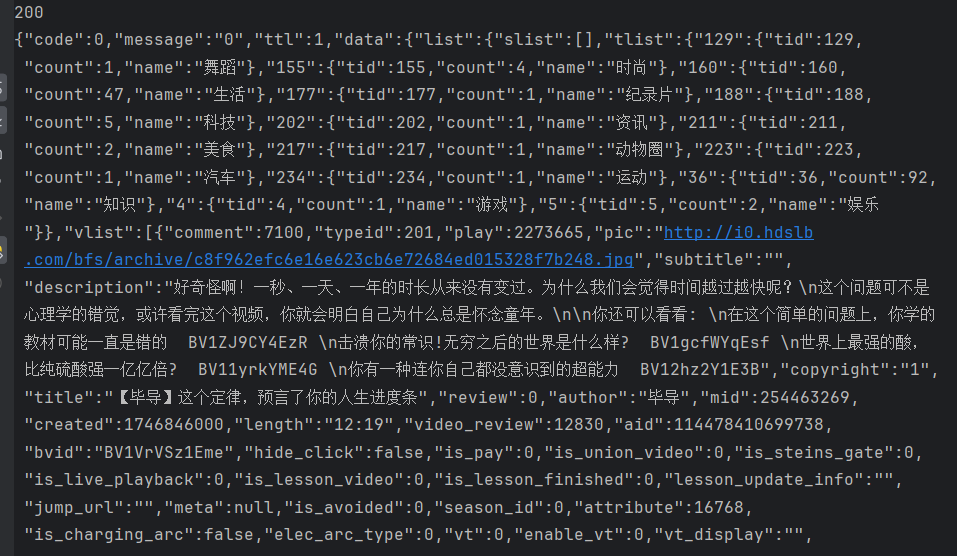 200
{"code":0,"message":"0","ttl":1,"data":{"list":{"slist":[],"tlist":{"129":{"tid":129,
"count":1,"name":"舞蹈"},"155":{"tid":155,"count":4,"name":"时尚"},"160":{"tid":160,
"count":47,"name":"生活"},"177":{"tid":177,"count":1,"name":"纪录片"},"188":{"tid":188,
"count":5,"name":"科技"},"202":{"tid":202,"count":1,"name":"资讯"},"211":{"tid":211,
"count":2,"name":"美食"},"217":{"tid":217,"count":1,"name":"动物圈"},"223":{"tid":223,
"count":1,"name":"汽车"},"234":{"tid":234,"count":1,"name":"运动"},"36":{"tid":36,"count":92,
"name":"知识"},"4":{"tid":4,"count":1,"name":"游戏"},"5":{"tid":5,"count":2,"name":"娱乐
"}},"vlist":[{"comment":7100,"typeid":201,"play":2273665,"pic":"http://i0.hdslb
.com/bfs/archive/c8f962efc6e16e623cb6e72684ed015328f7b248.jpg","subtitle":"",
"description":"好奇怪啊！一秒、一天、一年的时长从来没有变过。为什么我们会觉得时间越过越快呢？\n这个问题可不是
心理学的错觉，或许看完这个视频，你就会明白自己为什么总是怀念童年。\n\n你还可以看看: \n在这个简单的问题上，你学的
教材可能一直是错的  BV1ZJ9CY4EzR \n击溃你的常识!无穷之后的世界是什么样?  BV1gcfWYqEsf \n世界上最强的酸，
比纯硫酸强一亿亿倍?  BV11yrkYME4G \n你有一种连你自己都没意识到的超能力  BV12hz2Y1E3B","copyright":"1",
"title":"【毕导】这个定律，预言了你的人生进度条","review":0,"author":"毕导","mid":254463269,
"created":1746846000,"length":"12:19","video_review":12830,"aid":114478410699738,
"bvid":"BV1VrVSz1Eme","hide_click":false,"is_pay":0,"is_union_video":0,"is_steins_gate":0,
"is_live_playback":0,"is_lesson_video":0,"is_lesson_finished":0,"lesson_update_info":"",
"jump_url":"","meta":null,"is_avoided":0,"season_id":0,"attribute":16768,
"is_charging_arc":false,"elec_arc_type":0,"vt":0,"enable_vt":0,"vt_display":"",